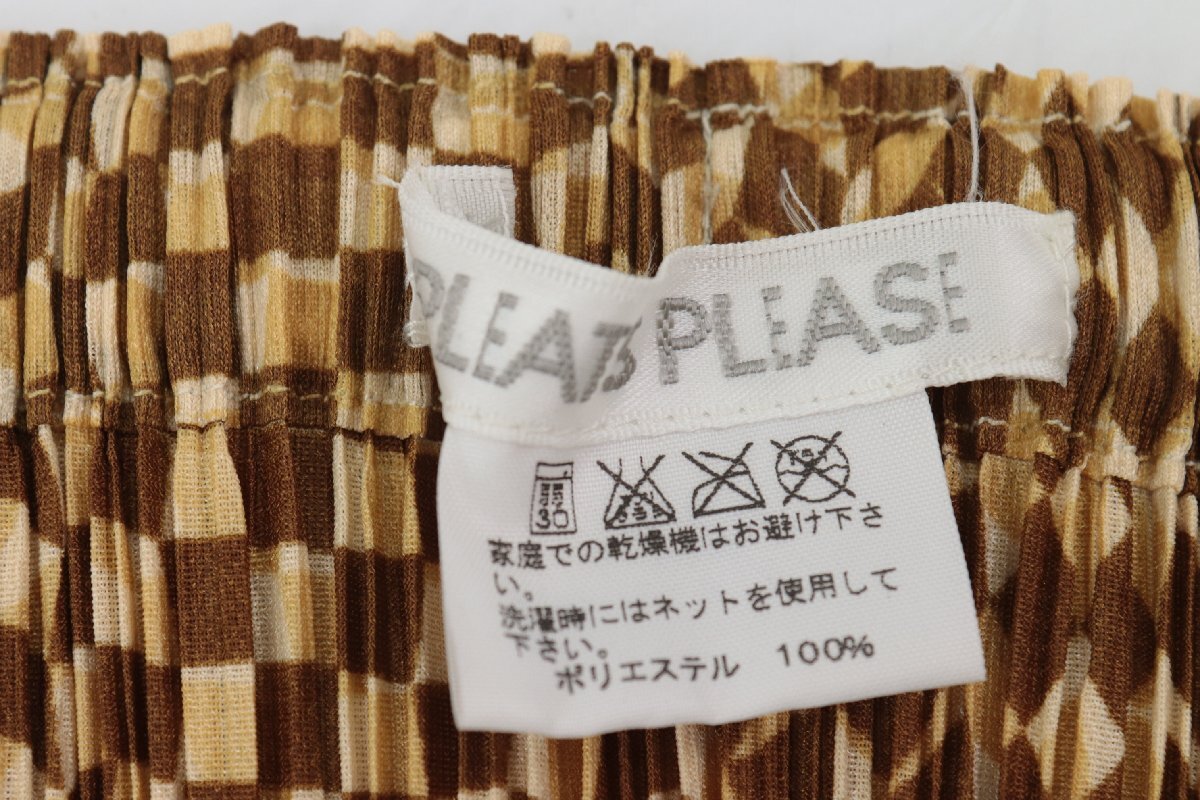 PLEATS PLEASE
30
家庭での乾燥機はお避け下さ
い。
洗濯時にはネットを使用して
下さい。
ポリエステル 100%